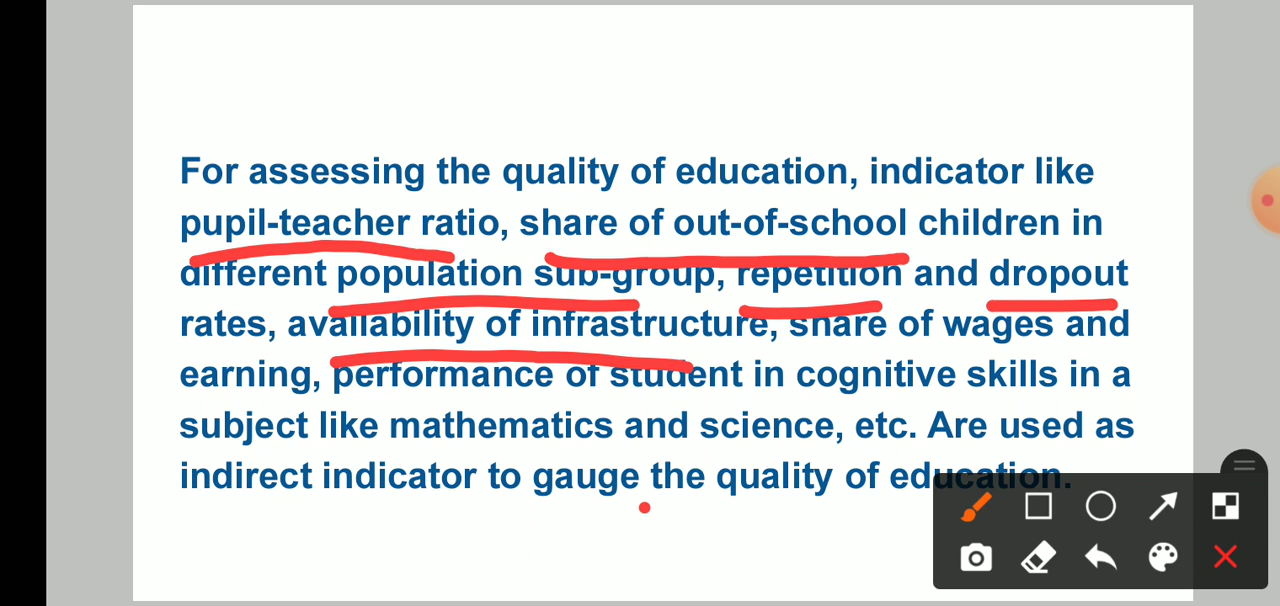 For assessing the quality of education, indicator like
pupil-teacher ratio, share of out-of-school children in
different population sub-group, repetition and dropout
rates, availability of infrastructure, share of wages and
earning, performance of student in cognitive skills in a
subject like mathematics and science, etc. Are used as
indirect indicator to gauge the quality of education.